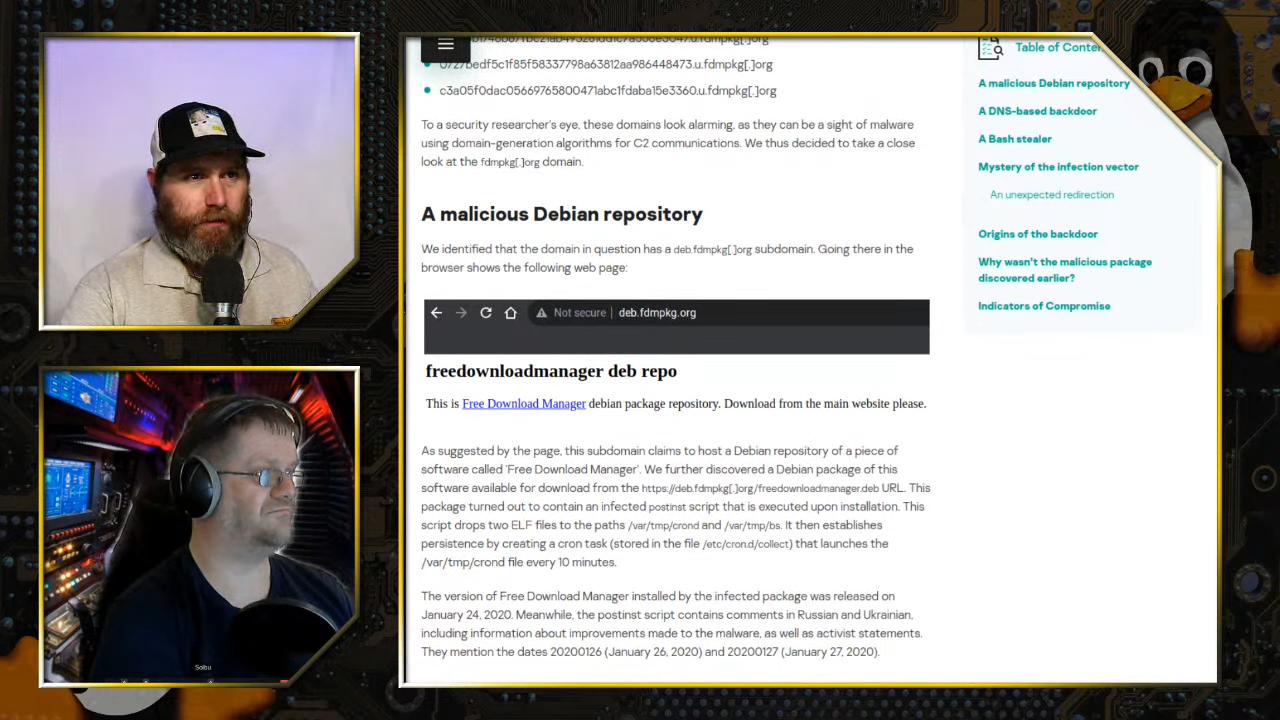 0727bedf5c1f85f58337798a63812aa986448473.u.fdmpkg[.]org
c3a05f0dac05669765800471abc1fdaba15e3360.u.fdmpkg[.]org
To a security researcher's eye, these domains look alarming, as they can be a sight of malware
using domain-generation algorithms for C2 communications. We thus decided to take a close
look at the fdmpkg[.]org domain.
A malicious Debian repository
We identified that the domain in question has a deb.fdmpkg[.]org subdomain. Going there in the
browser shows the following web page:
Not secure | deb.fdmpkg.org
freedownloadmanager deb repo
This is Free Download Manager debian package repository. Download from the main website please.
As suggested by the page, this subdomain claims to host a Debian repository of a piece of
software called 'Free Download Manager'. We further discovered a Debian package of this
software available for download from the https://deb.fdmpkg[.]org/freedownloadmanager.deb URL. This
package turned out to contain an infected postinst script that is executed upon installation. This
script drops two ELF files to the paths /var/tmp/crond and /var/tmp/bs. It then establishes
persistence by creating a cron task (stored in the file /etc/cron.d/collect) that launches the
/var/tmp/crond file every 10 minutes.
The version of Free Download Manager installed by the infected package was released on
January 24, 2020. Meanwhile, the postinst script contains comments in Russian and Ukrainian,
including information about improvements made to the malware, as well as activist statements.
They mention the dates 20200126 (January 26, 2020) and 20200127 (January 27, 2020).
Table of Conten
A malicious Debian repository
A DNS-based backdoor
A Bash stealer
Mystery of the infection vector
An unexpected redirection
Origins of the backdoor
Why wasn't the malicious package
discovered earlier?
Indicators of Compromise
Solbu